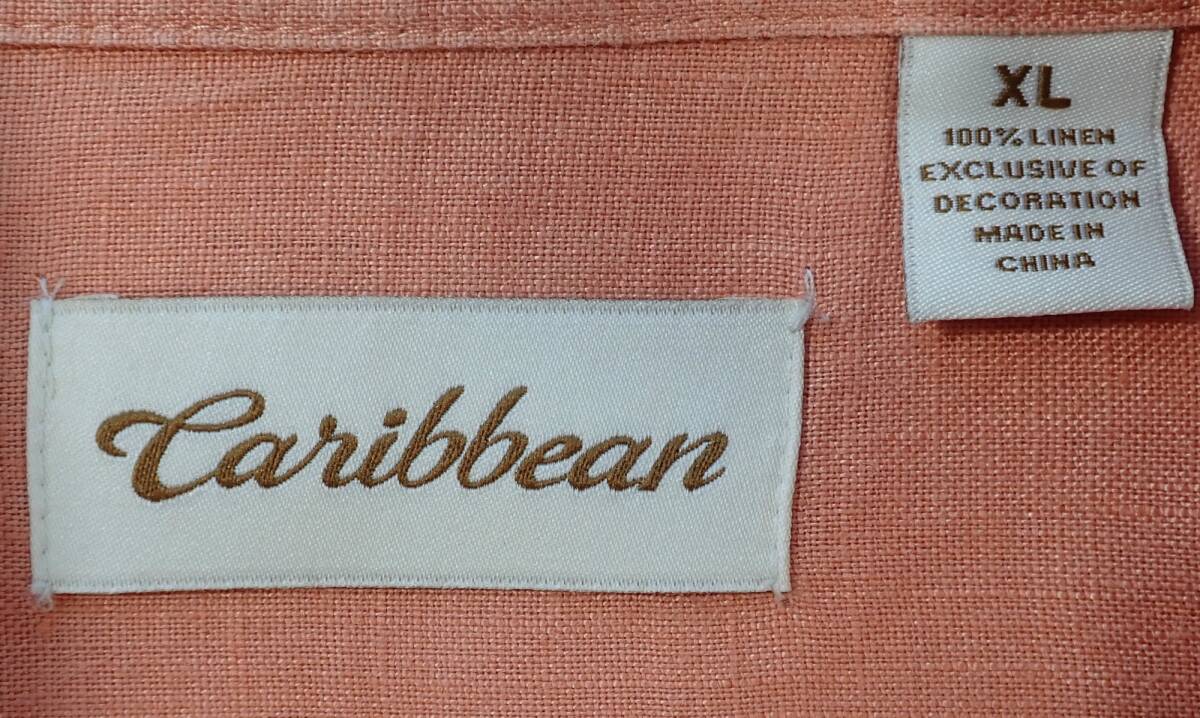 XL
100% LINEN
EXCLUSIVE OF
DECORATION
MADE IN
CHINA
Caribbean